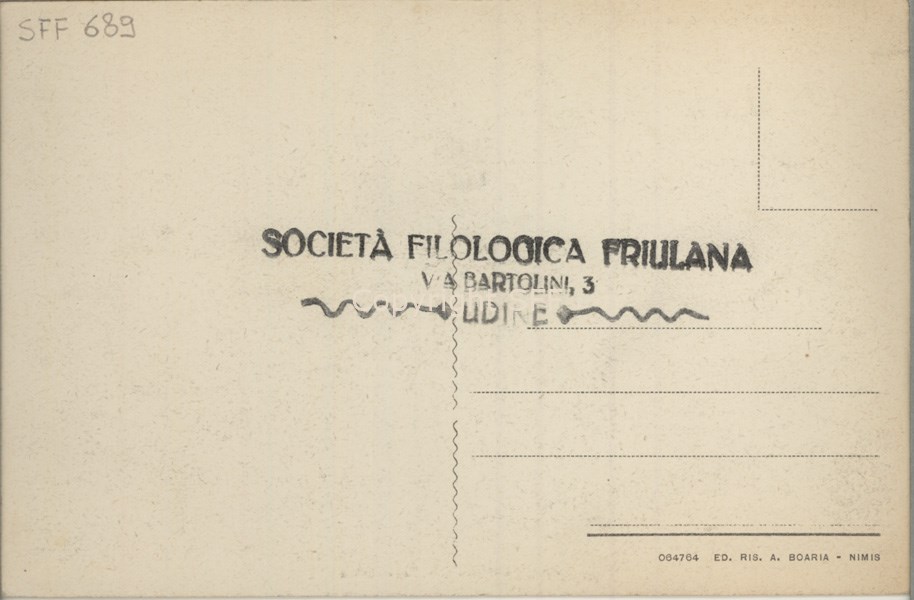 SFF 689
SOCIETÀ FILOLOGICA FRIULANA
VIA BARTOLINI, 3
UDINE
064764 ED. RIS. A. BOARIA - NIMIS